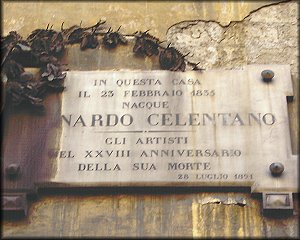 IN QUESTA CASA
IL 23 FEBBRAIO 1835
NACQUE
NARDO CELENTANO
GLI ARTISTI
NEL XXVIII ANNIVERSARIO
DELLA SUA MORTE
28 LUGLIO 1891